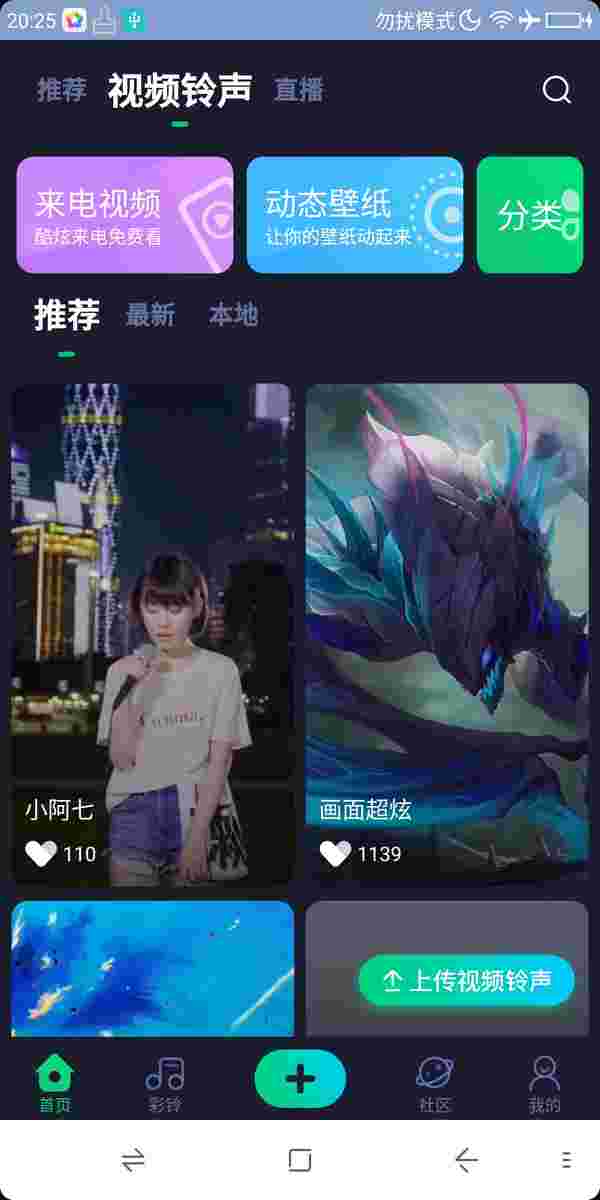 20:25 勿扰模式
推荐 视频铃声 直播
来电视频
酷炫来电免费看
动态壁纸
让你的壁纸动起来
分类
推荐 最新 本地
小阿七
110
画面超炫
1139
上传视频铃声
首页 彩铃 社区 我的